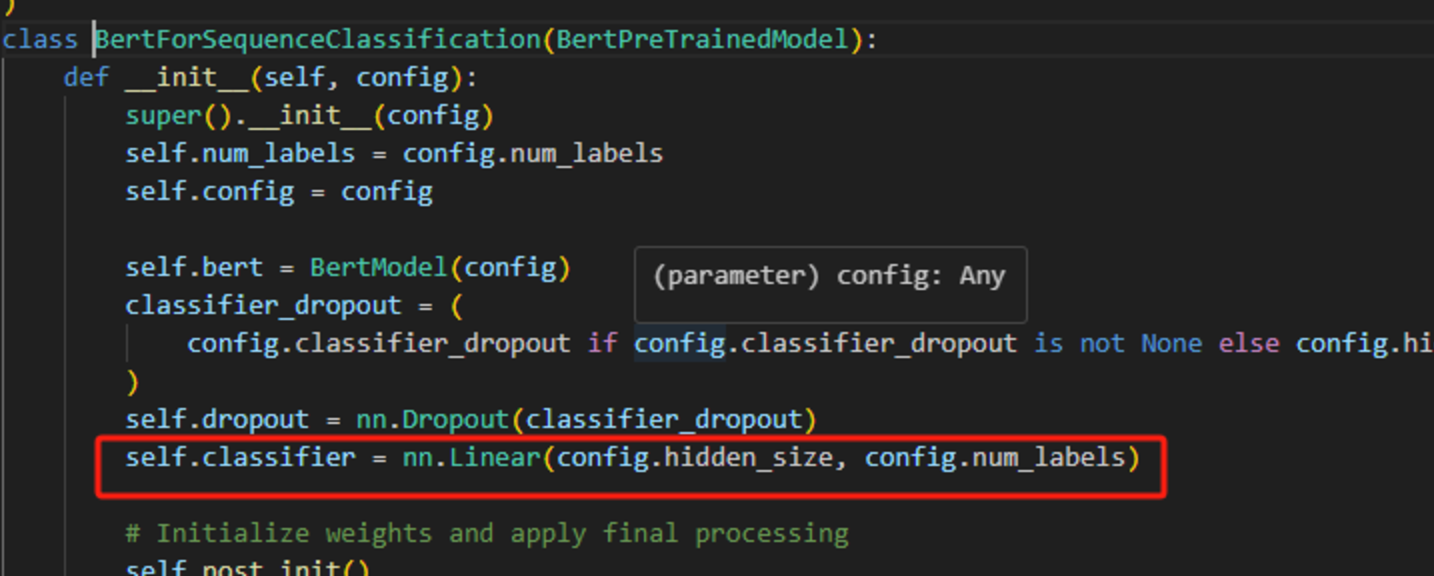 )
class BertForSequenceClassification(BertPreTrainedModel):
def __init__(self, config):
super().__init__(config)
self.num_labels = config.num_labels
self.config = config
self.bert = BertModel(config)
(parameter) config: Any
classifier_dropout = (
config.classifier_dropout if config.classifier_dropout is not None else config.hi
)
self.dropout = nn.Dropout(classifier_dropout)
self.classifier = nn.Linear(config.hidden_size, config.num_labels)
# Initialize weights and apply final processing
self.post_init()